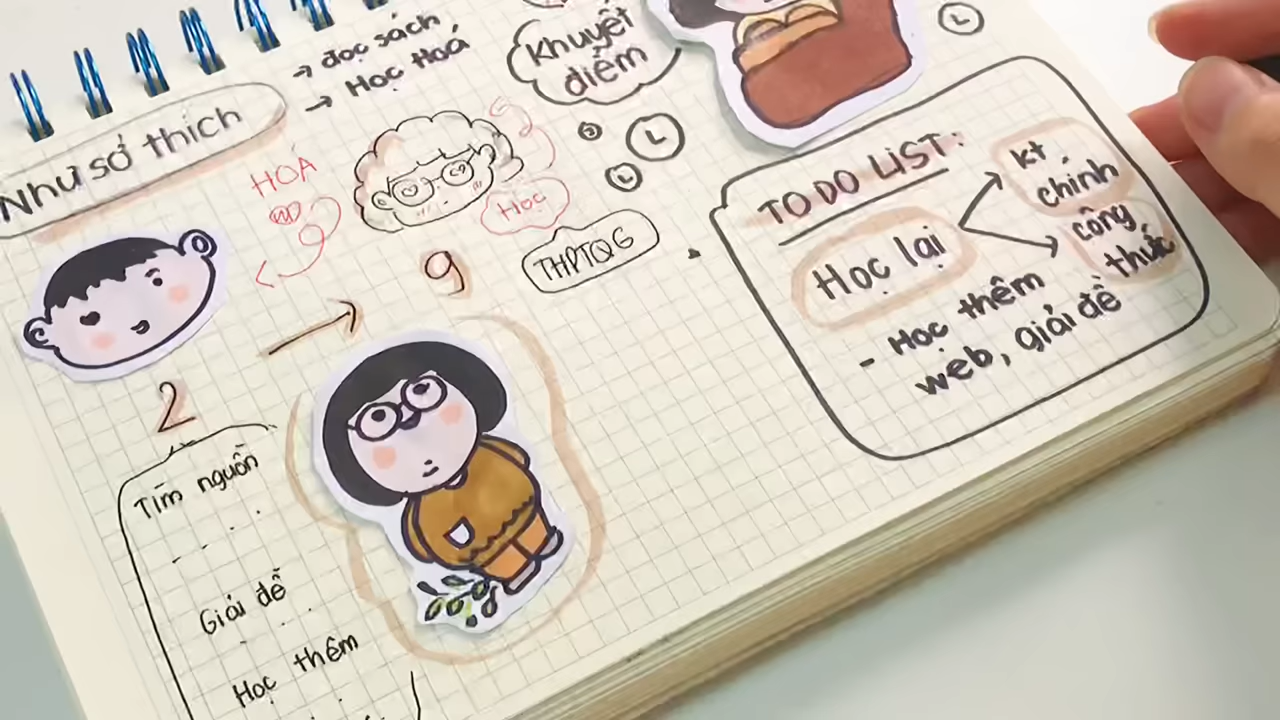 → đọc sách
→ Học Hoá
Như sở thích
Khuyết
điểm
HOÁ
Học
THPTQG
9
2
Tìm nguồn
Giải đề
Học thêm
TO DO LIST:
Học lại
kt
chính
công
thức
- Học thêm
web, giải đề